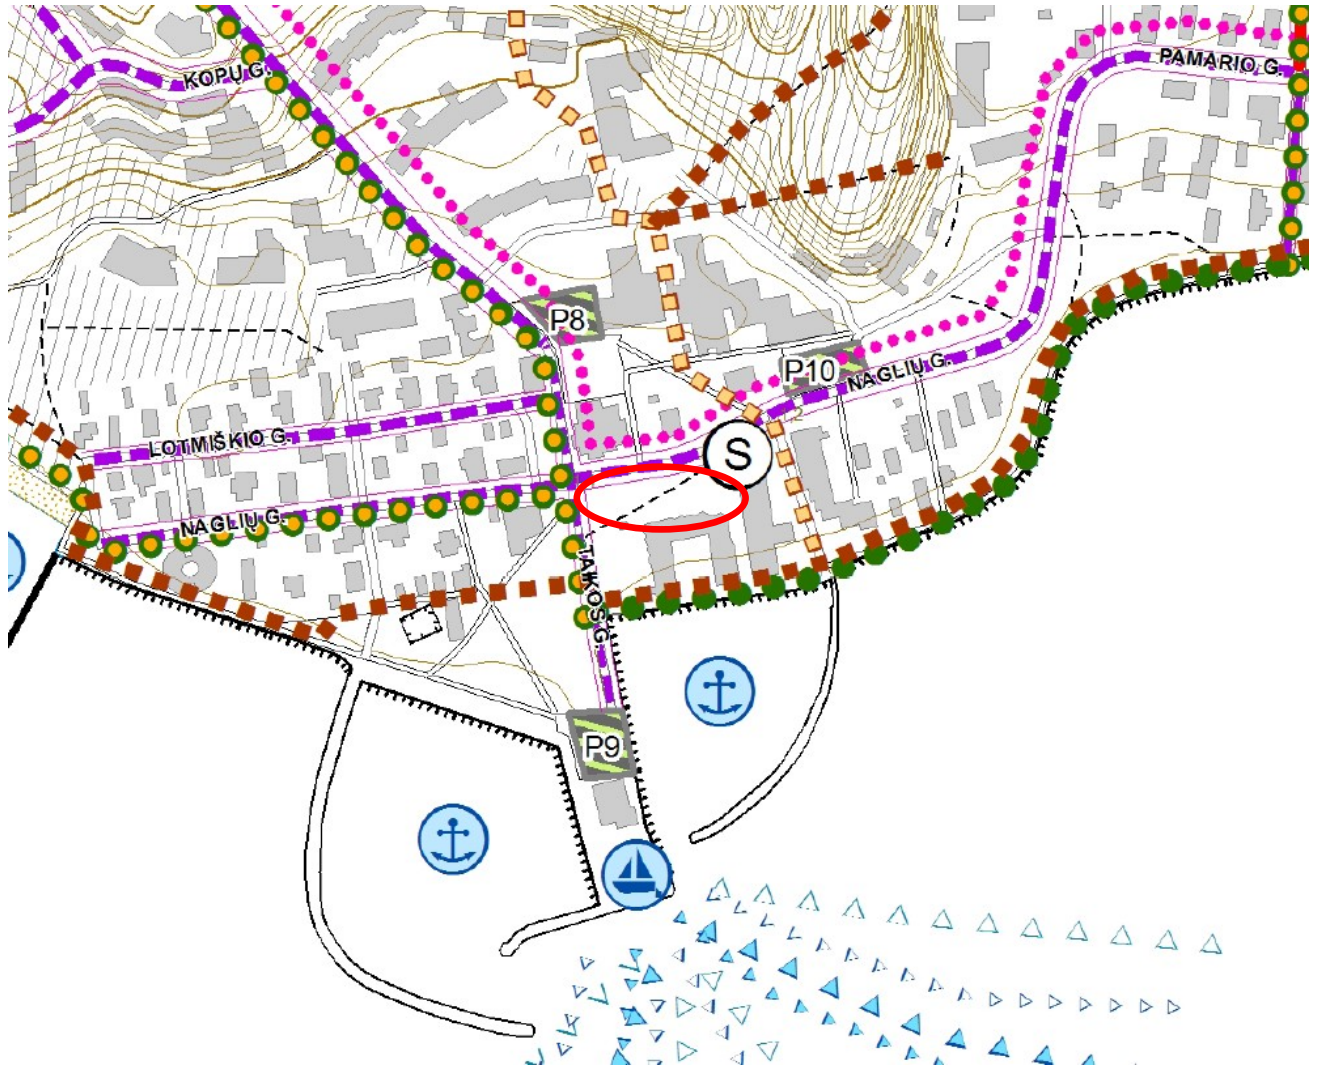 KOPŲ G.
PAMARIO G.
P8
P10
NAGLIŲ G.
LOTMIŠKIO G.
S
NAGLIŲ G.
TAIKOS G.
P9